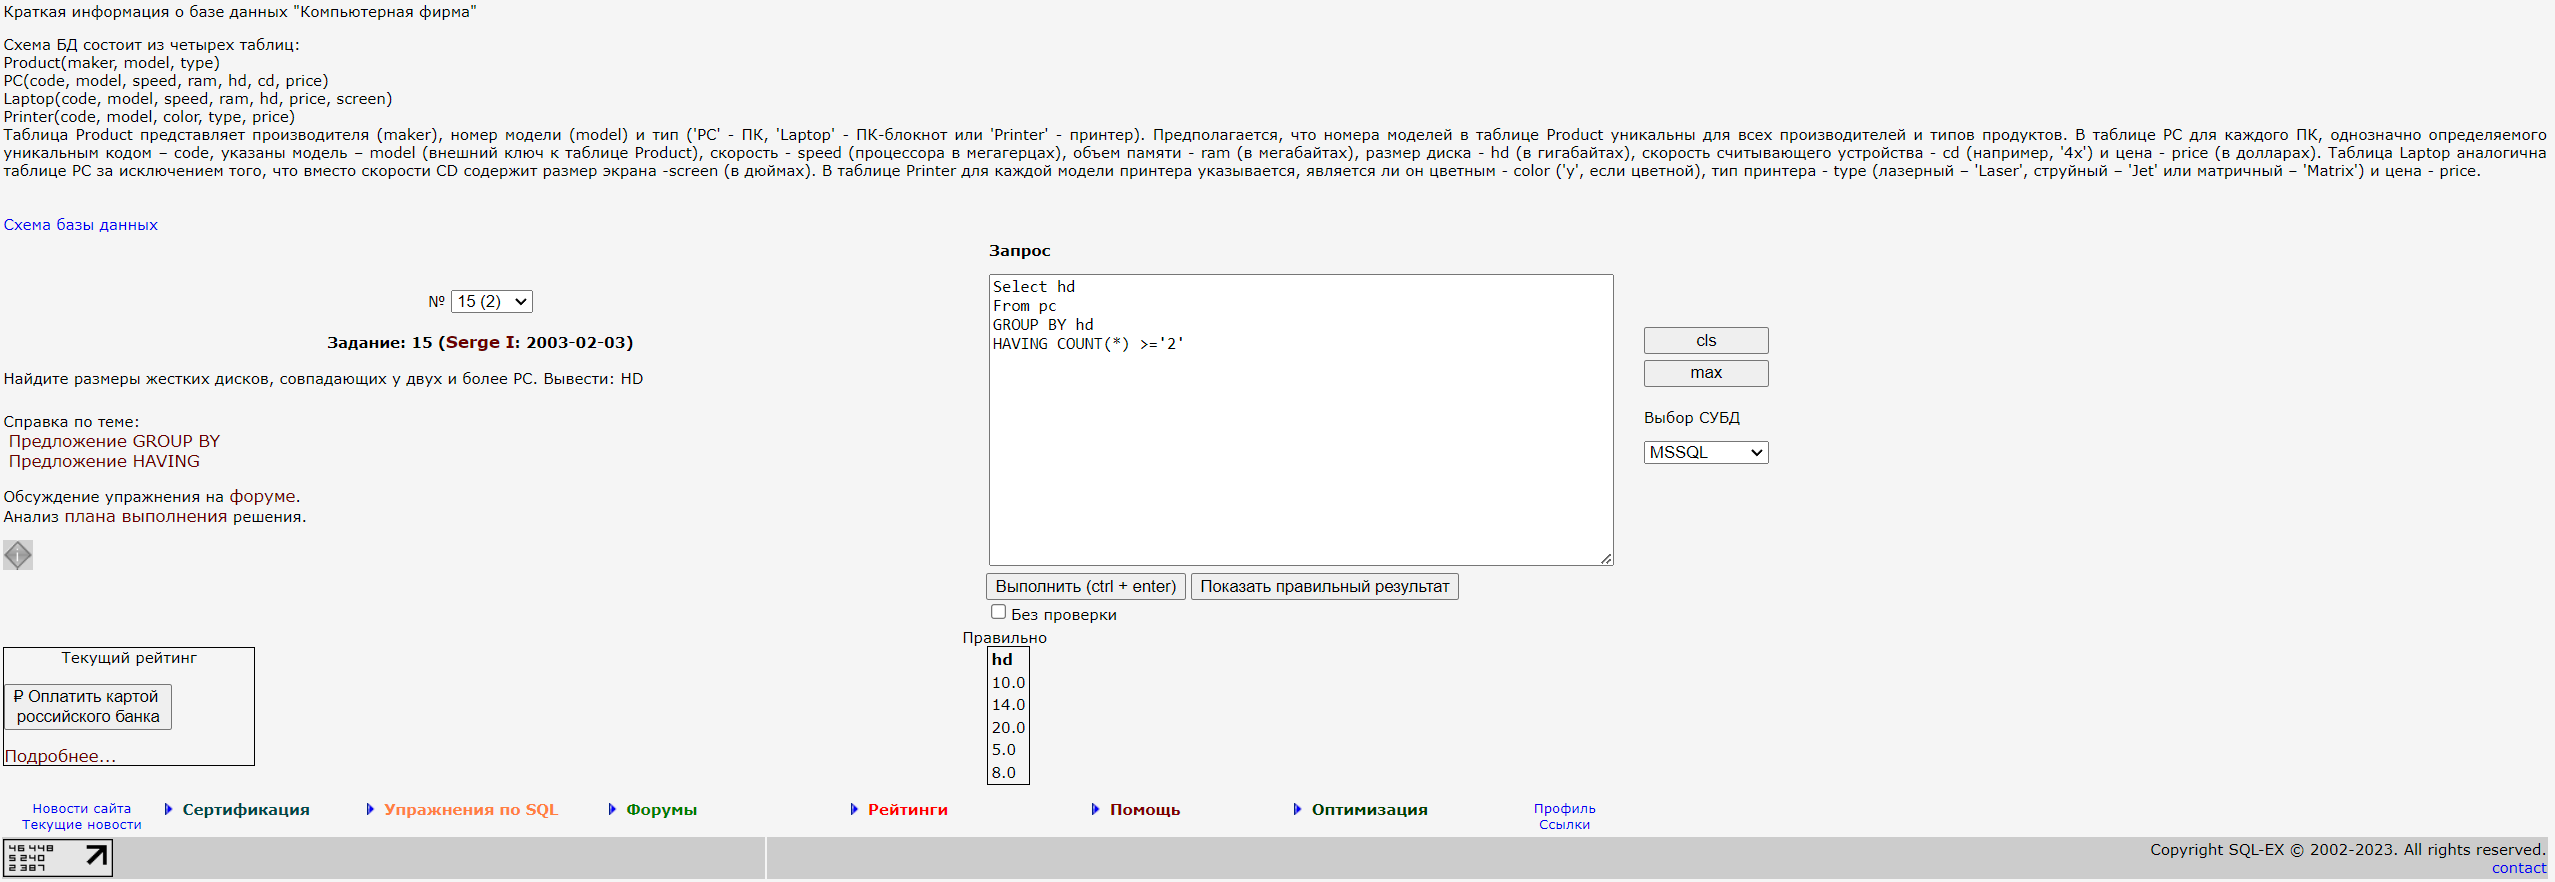 Краткая информация о базе данных "Компьютерная фирма"
Схема БД состоит из четырех таблиц:
Product(maker, model, type)
PC(code, model, speed, ram, hd, cd, price)
Laptop(code, model, speed, ram, hd, price, screen)
Printer(code, model, color, type, price)
Таблица Product представляет производителя (maker), номер модели (model) и тип ('PC' - ПК, 'Laptop' - ПК-блокнот или 'Printer' - принтер). Предполагается, что номера моделей в таблице Product уникальны для всех производителей и типов продуктов. В таблице PC для каждого ПК, однозначно определяемого
уникальным кодом – code, указаны модель – model (внешний ключ к таблице Product), скорость - speed (процессора в мегагерцах), объем памяти - ram (в мегабайтах), размер диска - hd (в гигабайтах), скорость считывающего устройства - cd (например, '4x') и цена - price (в долларах). Таблица Laptop аналогична
таблице РС за исключением того, что вместо скорости CD содержит размер экрана -screen (в дюймах). В таблице Printer для каждой модели принтера указывается, является ли он цветным - color ('y', если цветной), тип принтера - type (лазерный – 'Laser', струйный – 'Jet' или матричный – 'Matrix') и цена - price.
Схема базы данных
Запрос
№ 15 (2)
Задание: 15 (Serge I: 2003-02-03)
Найдите размеры жестких дисков, совпадающих у двух и более PC. Вывести: HD
Справка по теме:
Предложение GROUP BY
Предложение HAVING
Обсуждение упражнения на форуме.
Анализ плана выполнения решения.
i
Select hd
From pc
GROUP BY hd
HAVING COUNT(*) >='2'
cls
max
Выбор СУБД
MSSQL
Выполнить (ctrl + enter) Показать правильный результат
Без проверки
Правильно
hd
10.0
14.0
20.0
5.0
8.0
Текущий рейтинг
₽ Оплатить картой
российского банка
Подробнее...
Новости сайта
Текущие новости
Сертификация
Упражнения по SQL
Форумы
Рейтинги
Помощь
Оптимизация
Профиль
Ссылки
46 448
5 240
2 387
Copyright SQL-EX © 2002-2023. All rights reserved.
contact